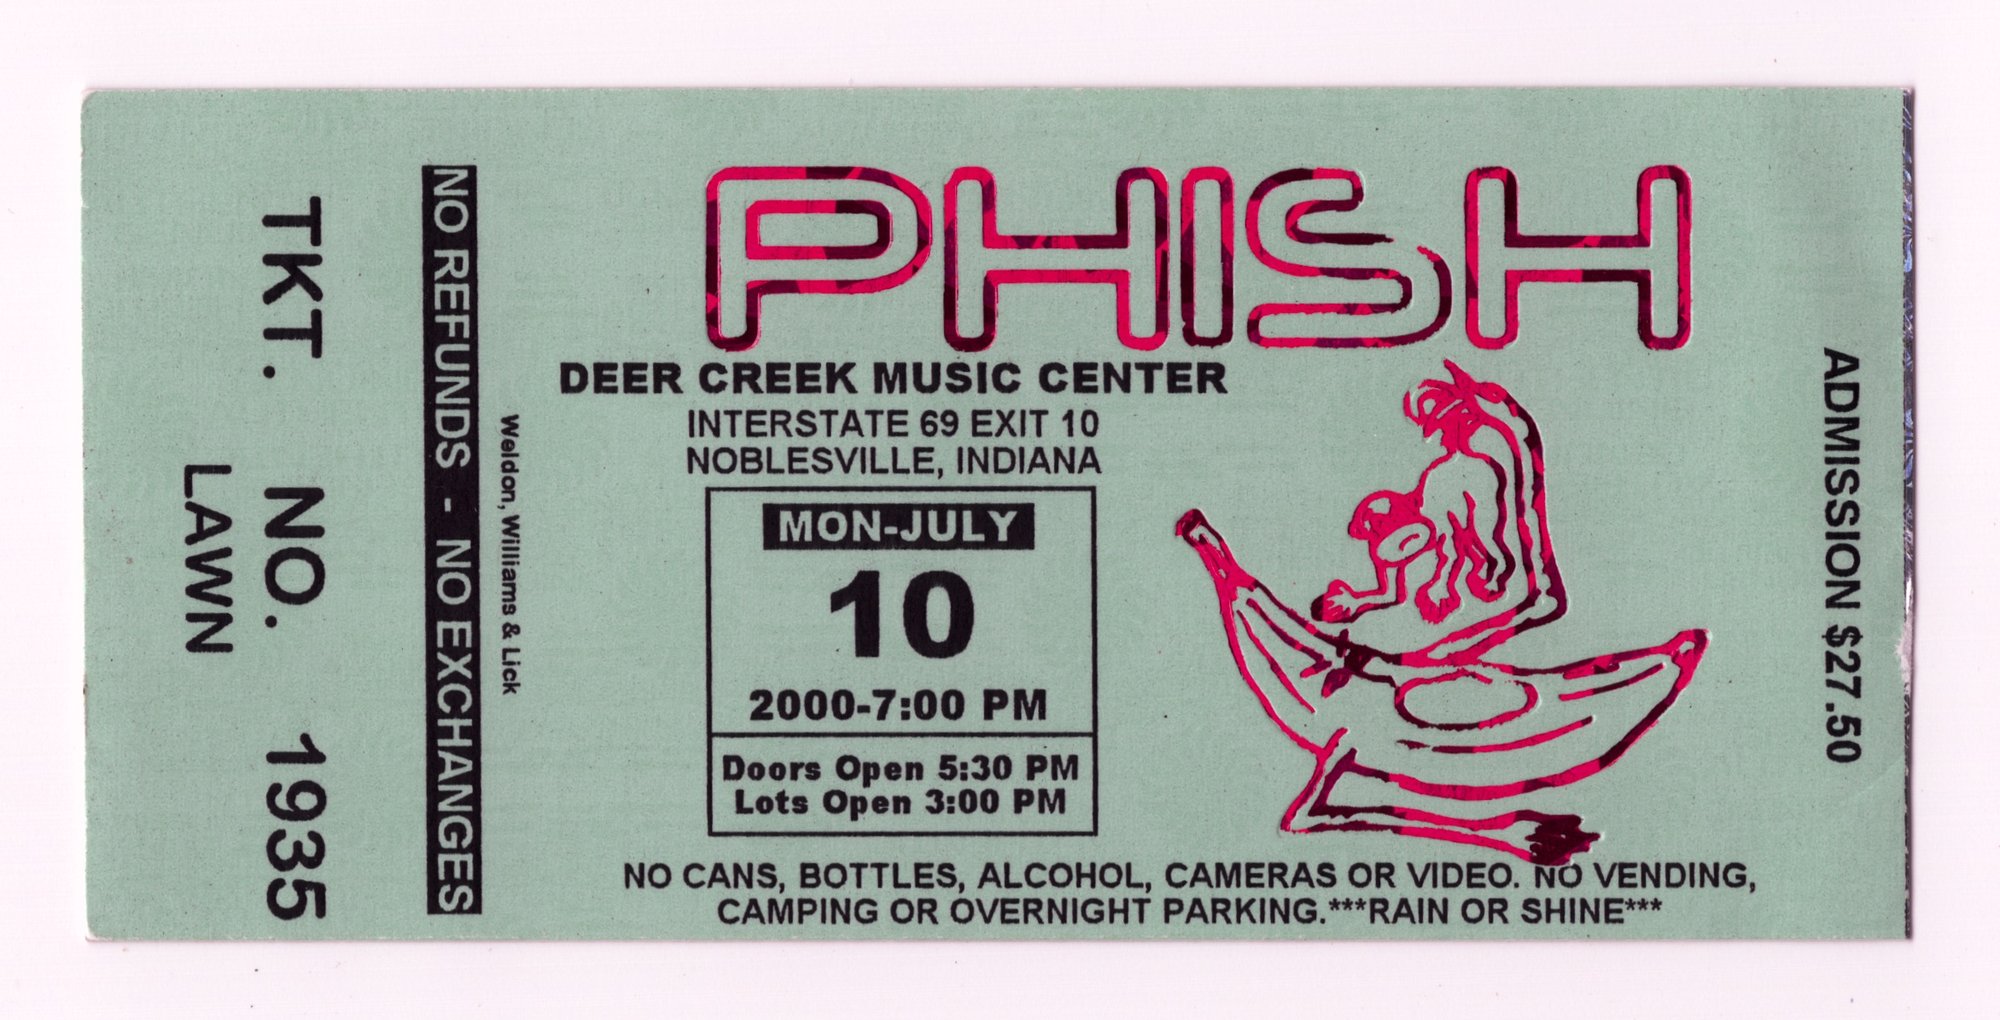 TKT. NO. 1935
LAWN
NO REFUNDS - NO EXCHANGES
Weldon, Williams & Lick
PHISH
DEER CREEK MUSIC CENTER
INTERSTATE 69 EXIT 10
NOBLESVILLE, INDIANA
MON-JULY
10
2000-7:00 PM
Doors Open 5:30 PM
Lots Open 3:00 PM
NO CANS, BOTTLES, ALCOHOL, CAMERAS OR VIDEO. NO VENDING,
CAMPING OR OVERNIGHT PARKING.***RAIN OR SHINE***
ADMISSION $27.50